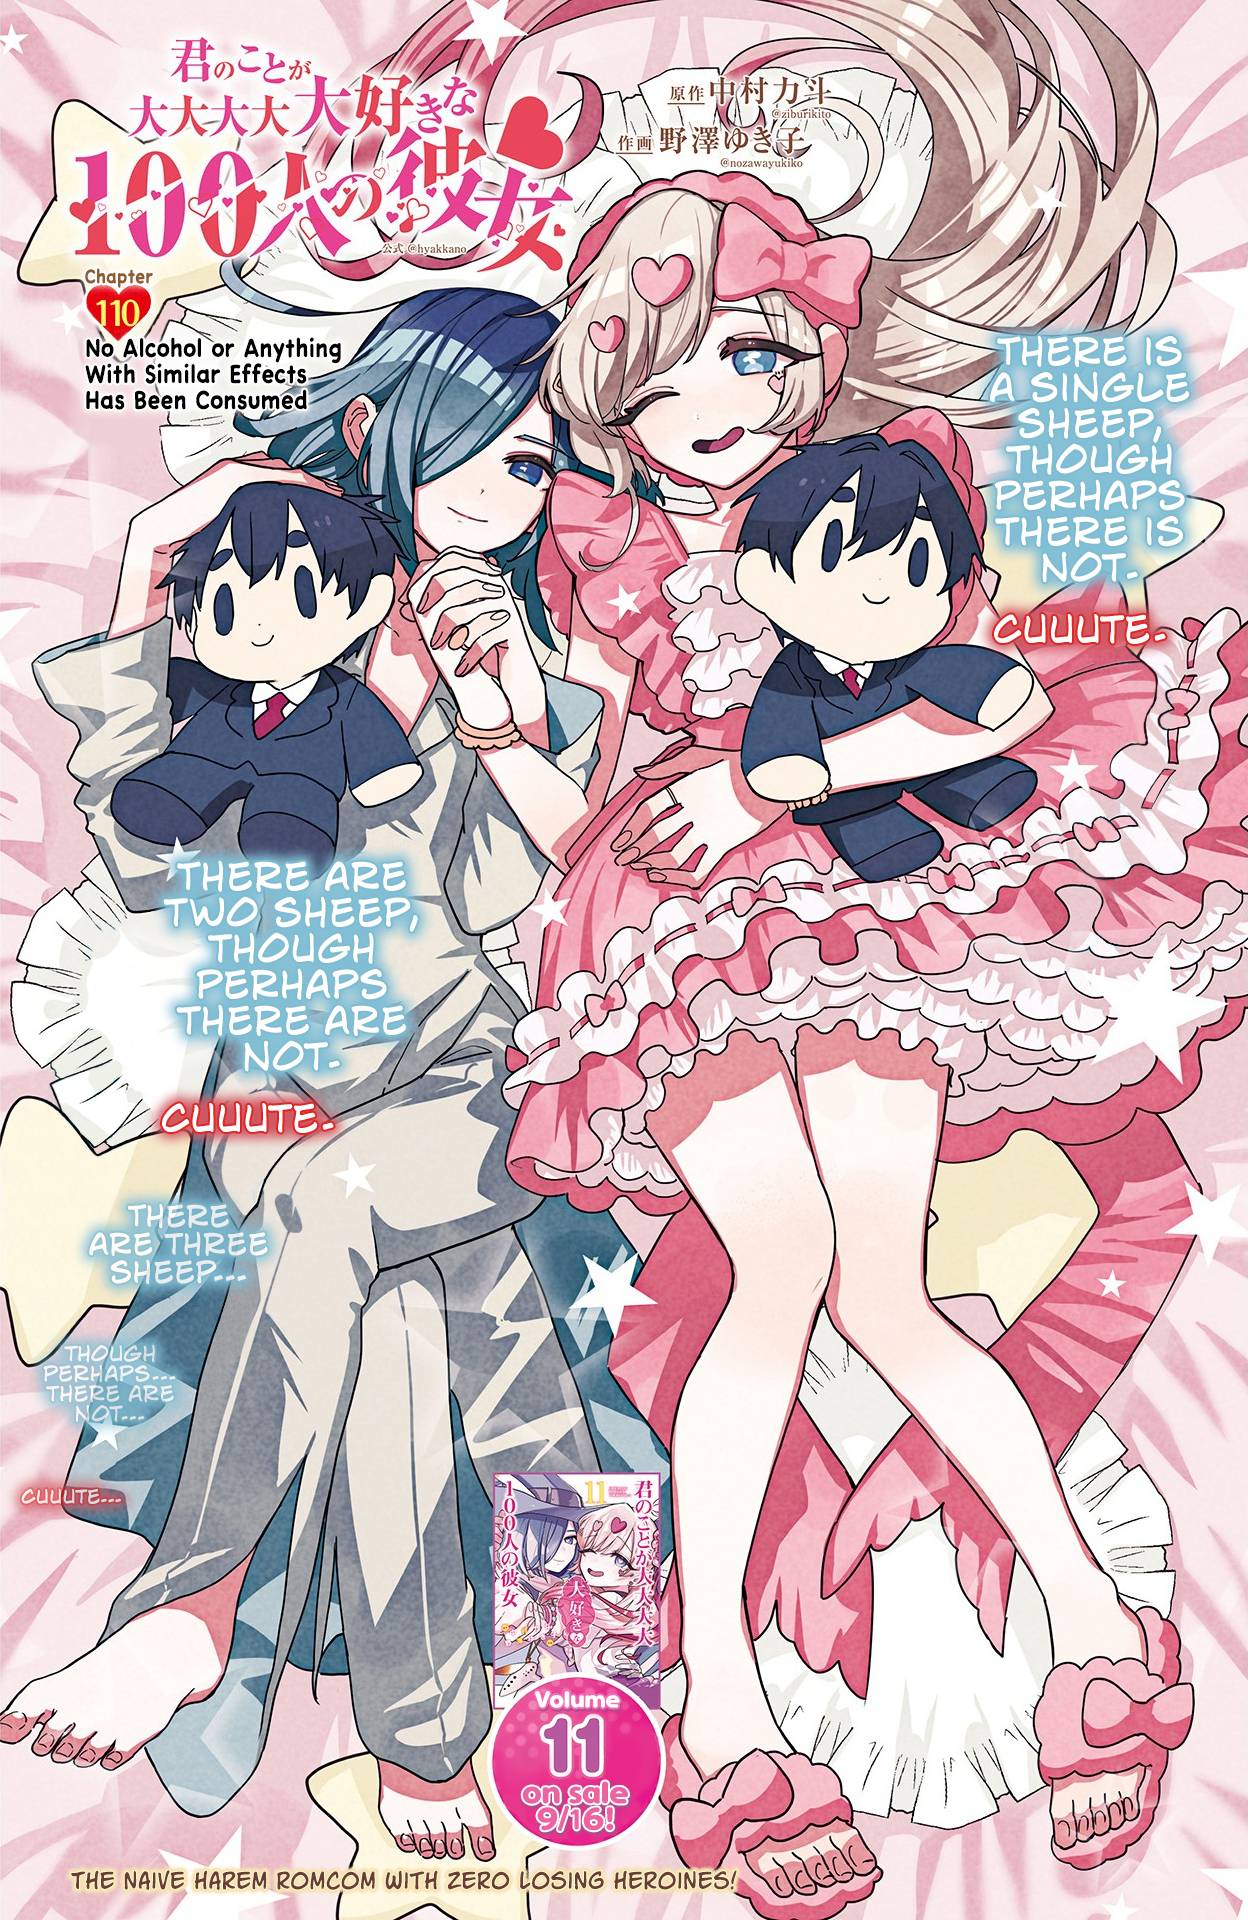 君のことが
大大大大大好きな
100人の彼女
公式 @hyakkano
原作 中村力斗
@ziburikito
作画 野澤ゆき子
@nozawayukiko
Chapter
110
No Alcohol or Anything
With Similar Effects
Has Been Consumed
THERE IS
A SINGLE
SHEEP,
THOUGH
PERHAPS
THERE IS
NOT.
CUUUTE.
THERE ARE
TWO SHEEP,
THOUGH
PERHAPS
THERE ARE
NOT.
CUUUTE.
THERE
ARE THREE
SHEEP...
THOUGH
PERHAPS...
THERE ARE
NOT...
CUUUTE...
11
君のことが大大大大
大好きな
100人の彼女
Volume
11
on sale
9/16!
THE NAIVE HAREM ROMCOM WITH ZERO LOSING HEROINES!